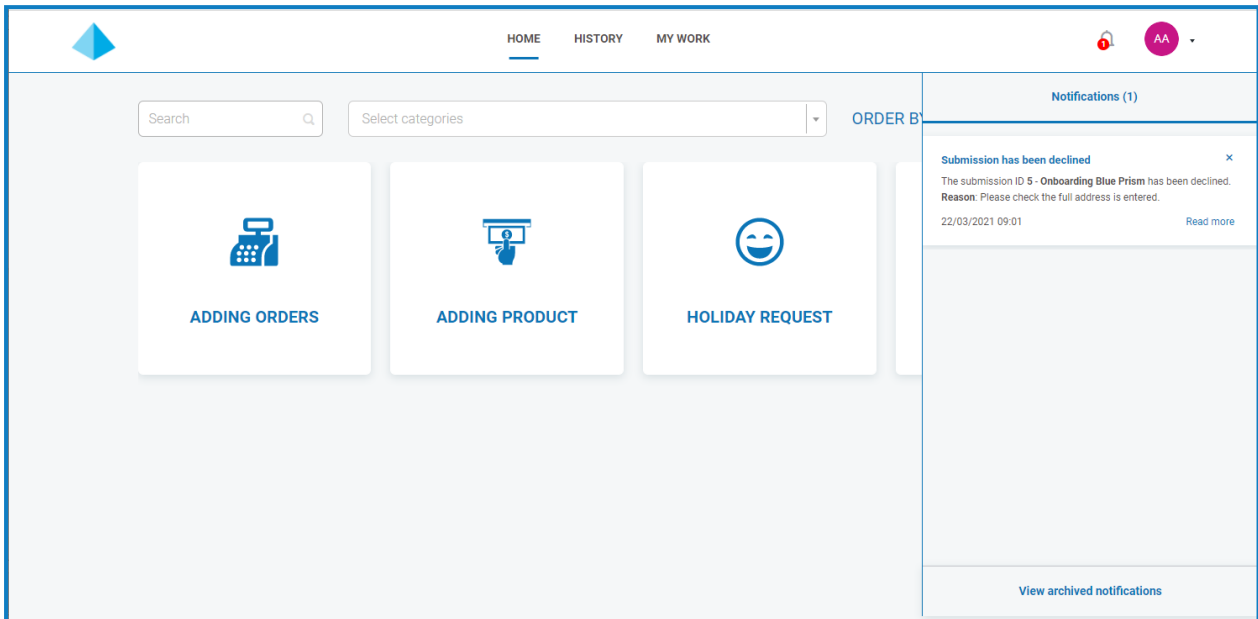 HOME HISTORY MY WORK
1
AA
Search
Select categories
ORDER BY
Notifications (1)
Submission has been declined
The submission ID 5 - Onboarding Blue Prism has been declined.
Reason: Please check the full address is entered.
22/03/2021 09:01 Read more
ADDING ORDERS
ADDING PRODUCT
HOLIDAY REQUEST
View archived notifications